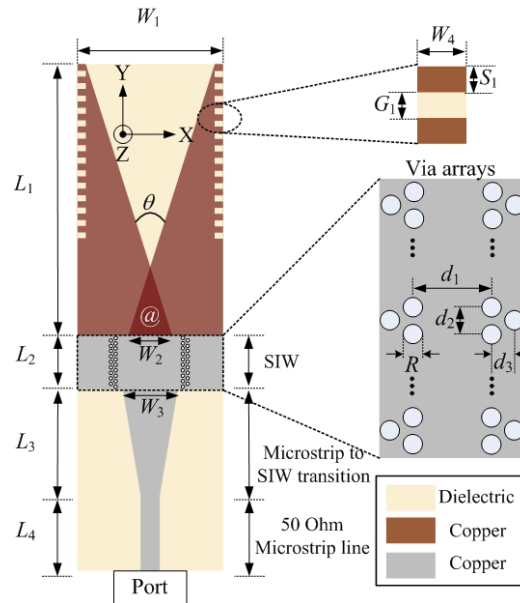 W1
Y
X
Z
L1
θ
@
L2
W2
SIW
W3
L3
Microstrip to
SIW transition
L4
50 Ohm
Microstrip line
Port
W4
S1
G1
Via arrays
d1
d2
R
d3
Dielectric
Copper
Copper